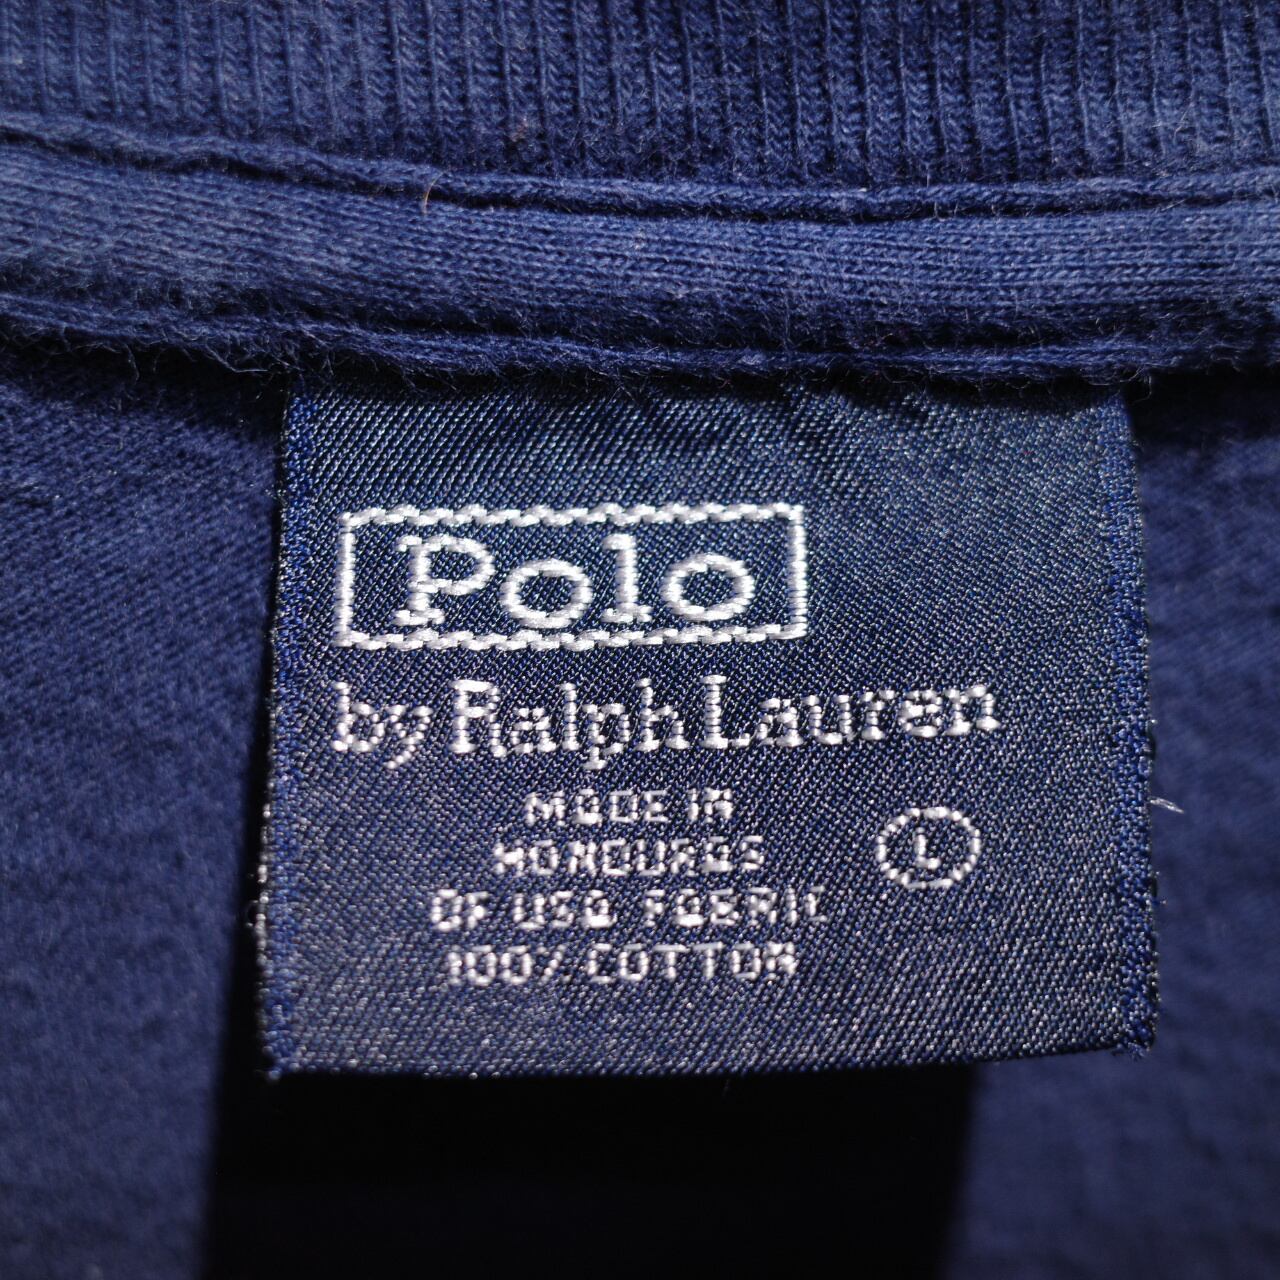 Polo
by Ralph Lauren
MADE IN
HONDURAS
L
OF USA FABRIC
100% COTTON